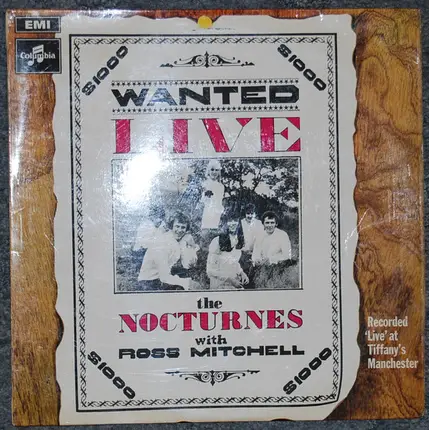 EMI
Columbia
$1000
$1000
WANTED
LIVE
the
NOCTURNES
with
ROSS MITCHELL
$1000
$1000
Recorded
'Live' at
Tiffany's
Manchester